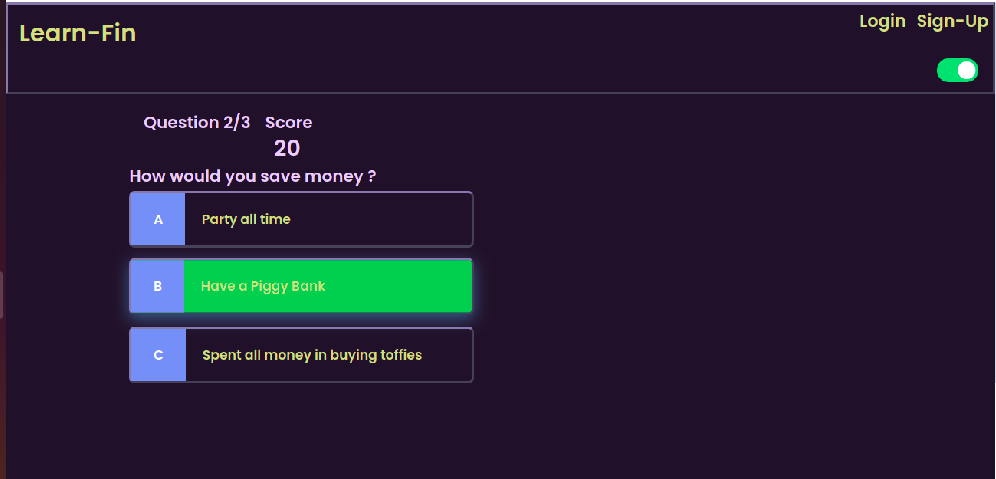 Learn-Fin
Login Sign-Up
Question 2/3 Score
20
How would you save money ?
A Party all time
B Have a Piggy Bank
C Spent all money in buying toffies